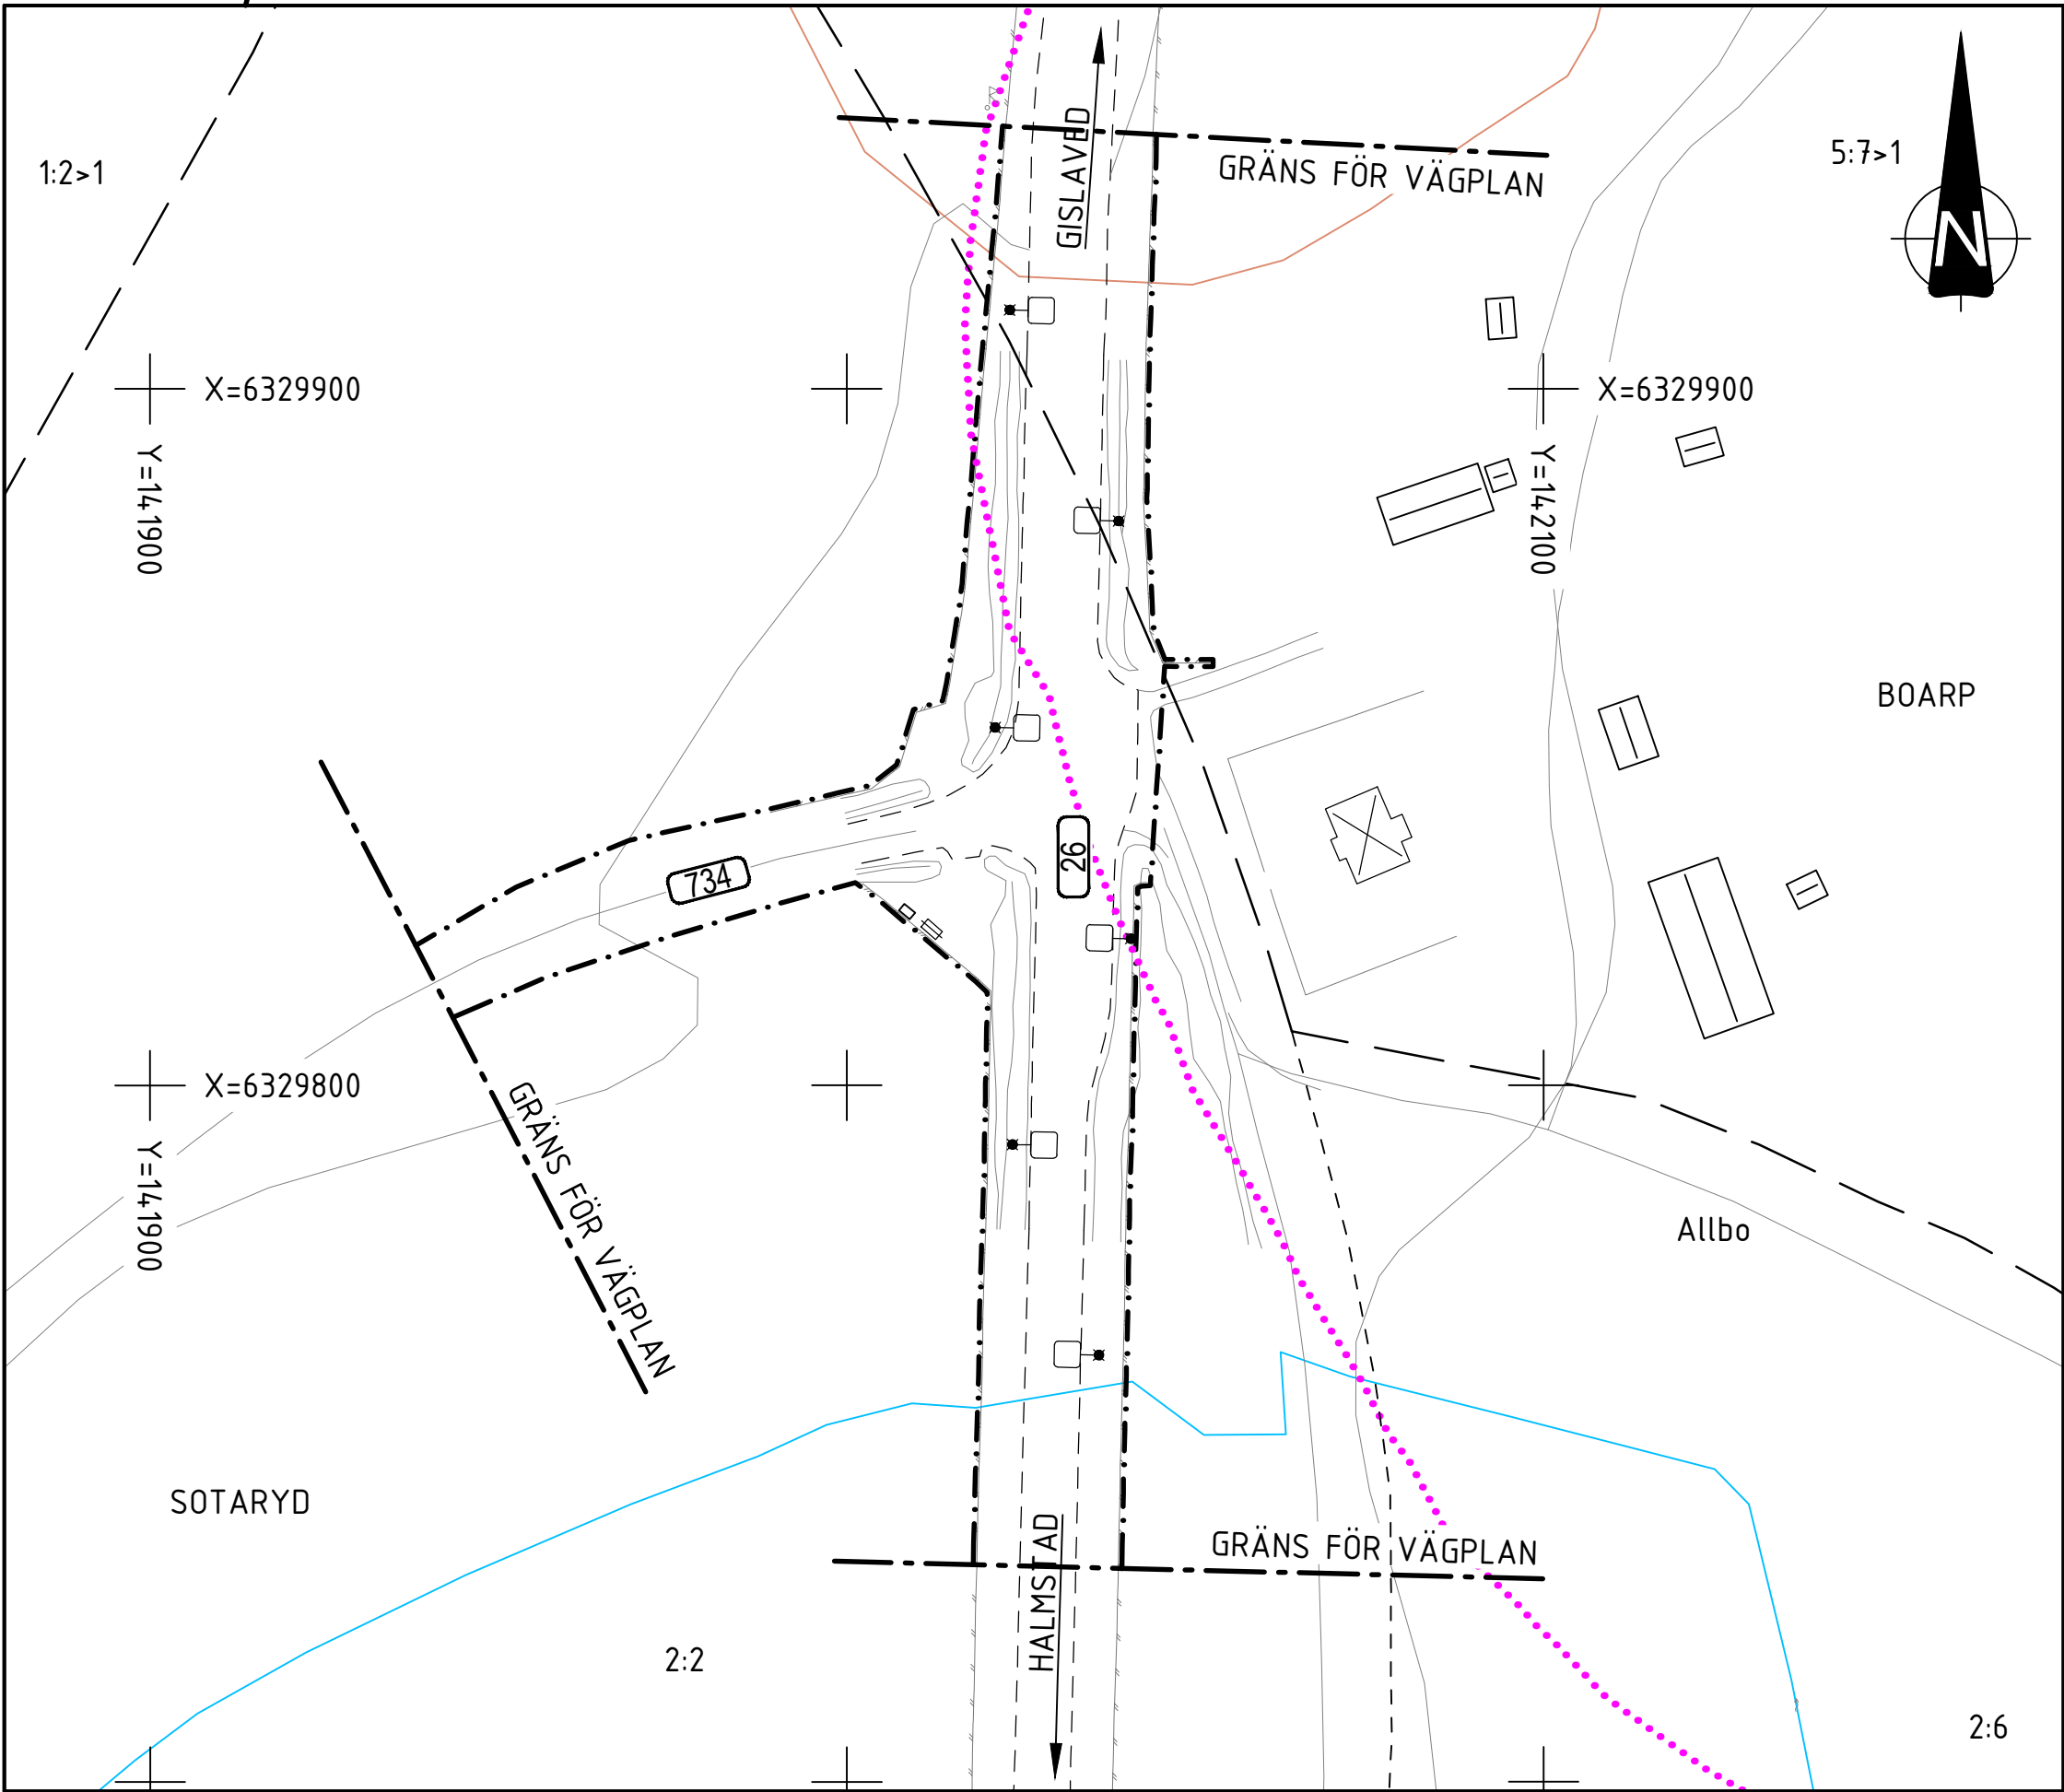 1:2>1
GISLAVED
GRÄNS FÖR VÄGPLAN
5:7>1
N
X=6329900
X=6329900
Y=141900
Y=142100
BOARP
734
26
X=6329800
Y=141900
GRÄNS FÖR VÄGPLAN
Allbo
SOTARYD
GRÄNS FÖR VÄGPLAN
HALMSTAD
2:2
2:6